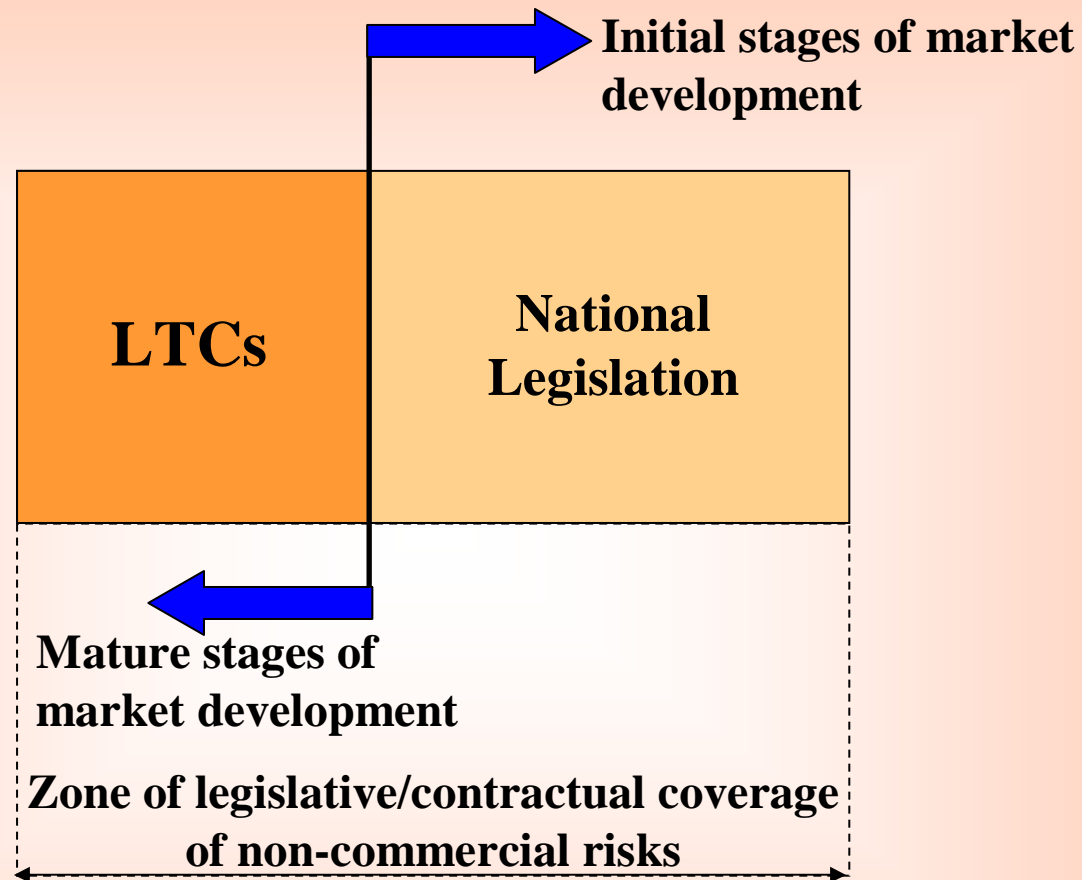 Initial stages of market
development
LTCs
National
Legislation
Mature stages of
market development
Zone of legislative/contractual coverage
of non-commercial risks